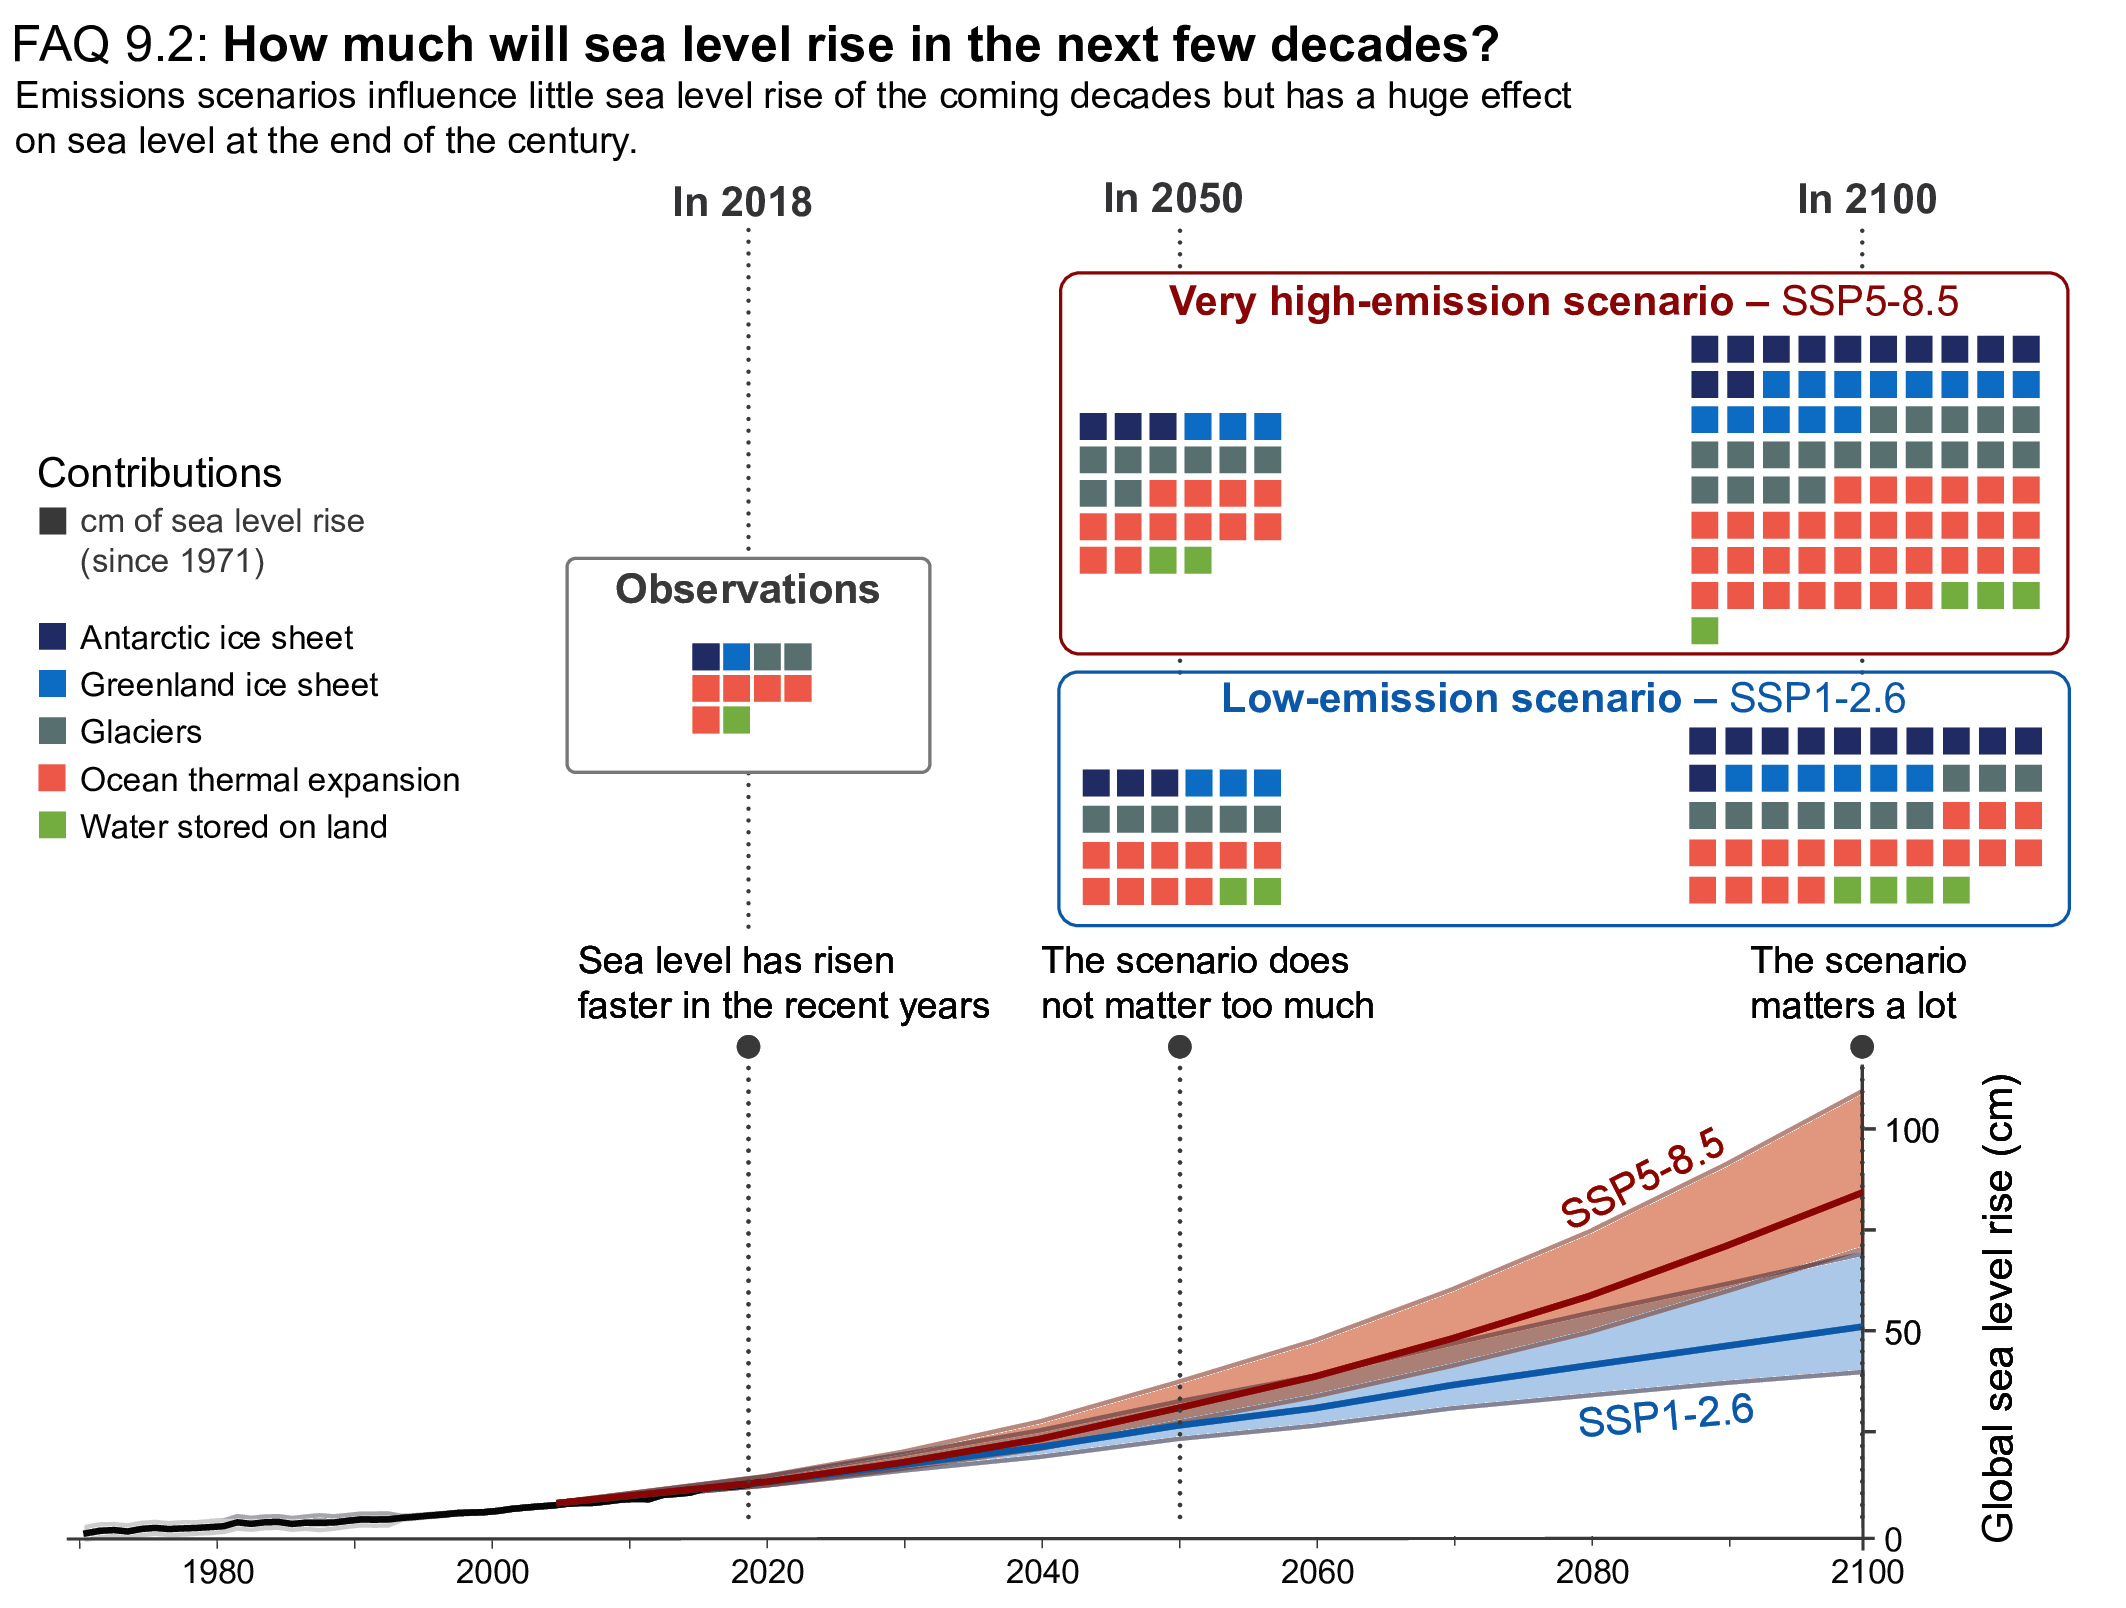 FAQ 9.2: How much will sea level rise in the next few decades?
Emissions scenarios influence little sea level rise of the coming decades but has a huge effect
on sea level at the end of the century.
In 2018
In 2050
In 2100
Very high-emission scenario – SSP5-8.5
Contributions
cm of sea level rise
(since 1971)
Antarctic ice sheet
Greenland ice sheet
Glaciers
Ocean thermal expansion
Water stored on land
Observations
Low-emission scenario – SSP1-2.6
Sea level has risen
faster in the recent years
The scenario does
not matter too much
The scenario
matters a lot
SSP5-8.5
SSP1-2.6
100
50
0
Global sea level rise (cm)
1980
2000
2020
2040
2060
2080
2100